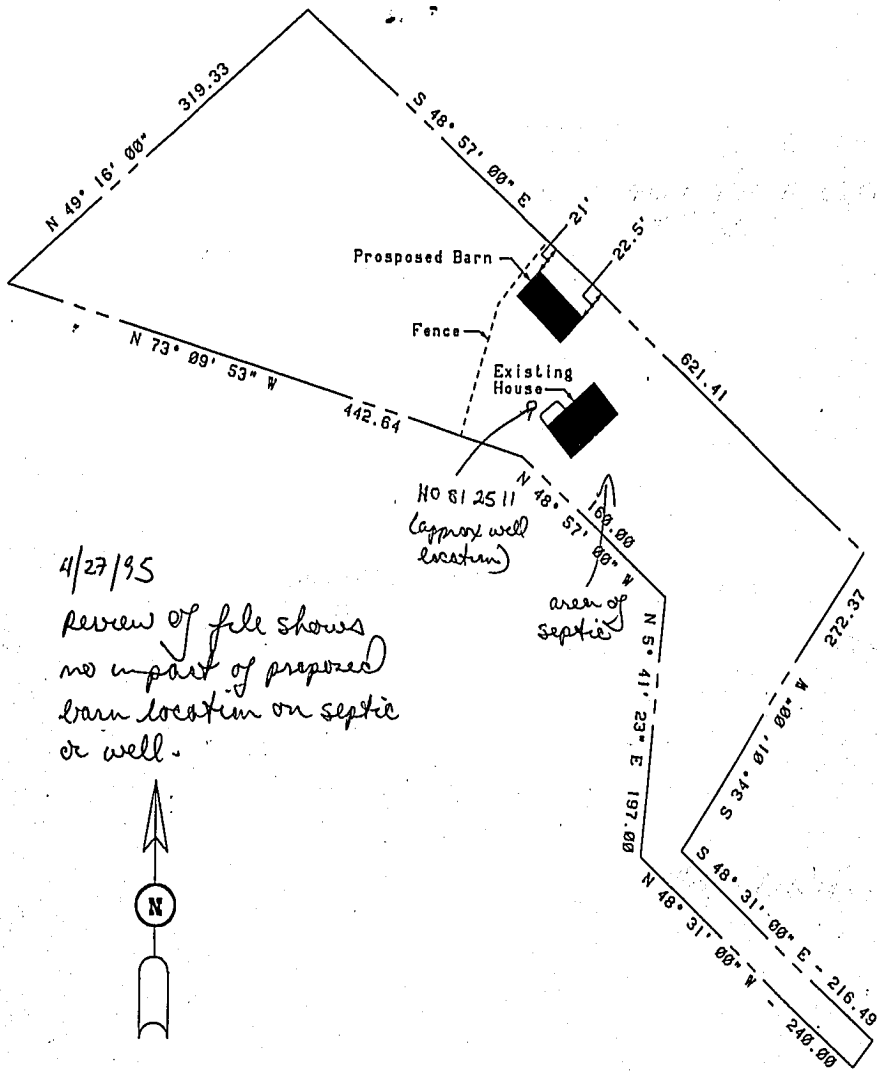 319.33
N 49° 16' 00"
S 48° 57' 00" E
21'
22.5'
Prosposed Barn
Fence
N 73° 09' 53" W
442.64
Existing
House
621.41
HO 81 2511
(approx well
location)
N 48° 57' 00" W
160.00
area of
septic
4/27/95
Review of file shows
no impact of proposed
barn location on septic
or well.
N 5° 41' 23" E 197.00
272.37
S 34° 01' 00" W
S 48° 31' 00" E - 216.49
N 48° 31' 00" W - 240.00
N